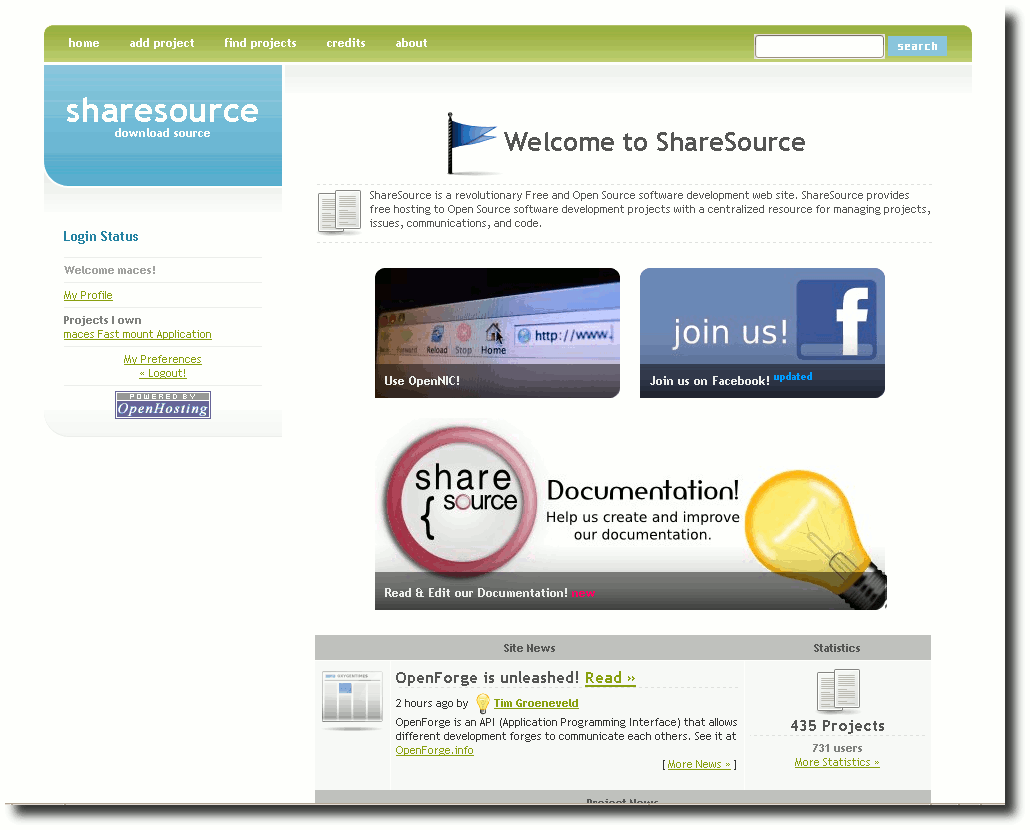 home add project find projects credits about search
sharesource
download source
Welcome to ShareSource
ShareSource is a revolutionary Free and Open Source software development web site. ShareSource provides
free hosting to Open Source software development projects with a centralized resource for managing projects,
issues, communications, and code.
Login Status
Welcome maces!
My Profile
Projects I own
maces Fast mount Application
My Preferences
« Logout!
POWERED BY
OpenHosting
Reload Stop Home http://www.
Use OpenNIC!
join us! f
Join us on Facebook! updated
share
{ source
Documentation!
Help us create and improve
our documentation.
Read & Edit our Documentation! new
Site News
OpenForge is unleashed! Read »
2 hours ago by Tim Groeneveld
OpenForge is an API (Application Programming Interface) that allows
different development forges to communicate each others. See it at
OpenForge.info
[ More News » ]
Statistics
435 Projects
731 users
More Statistics »
Project News